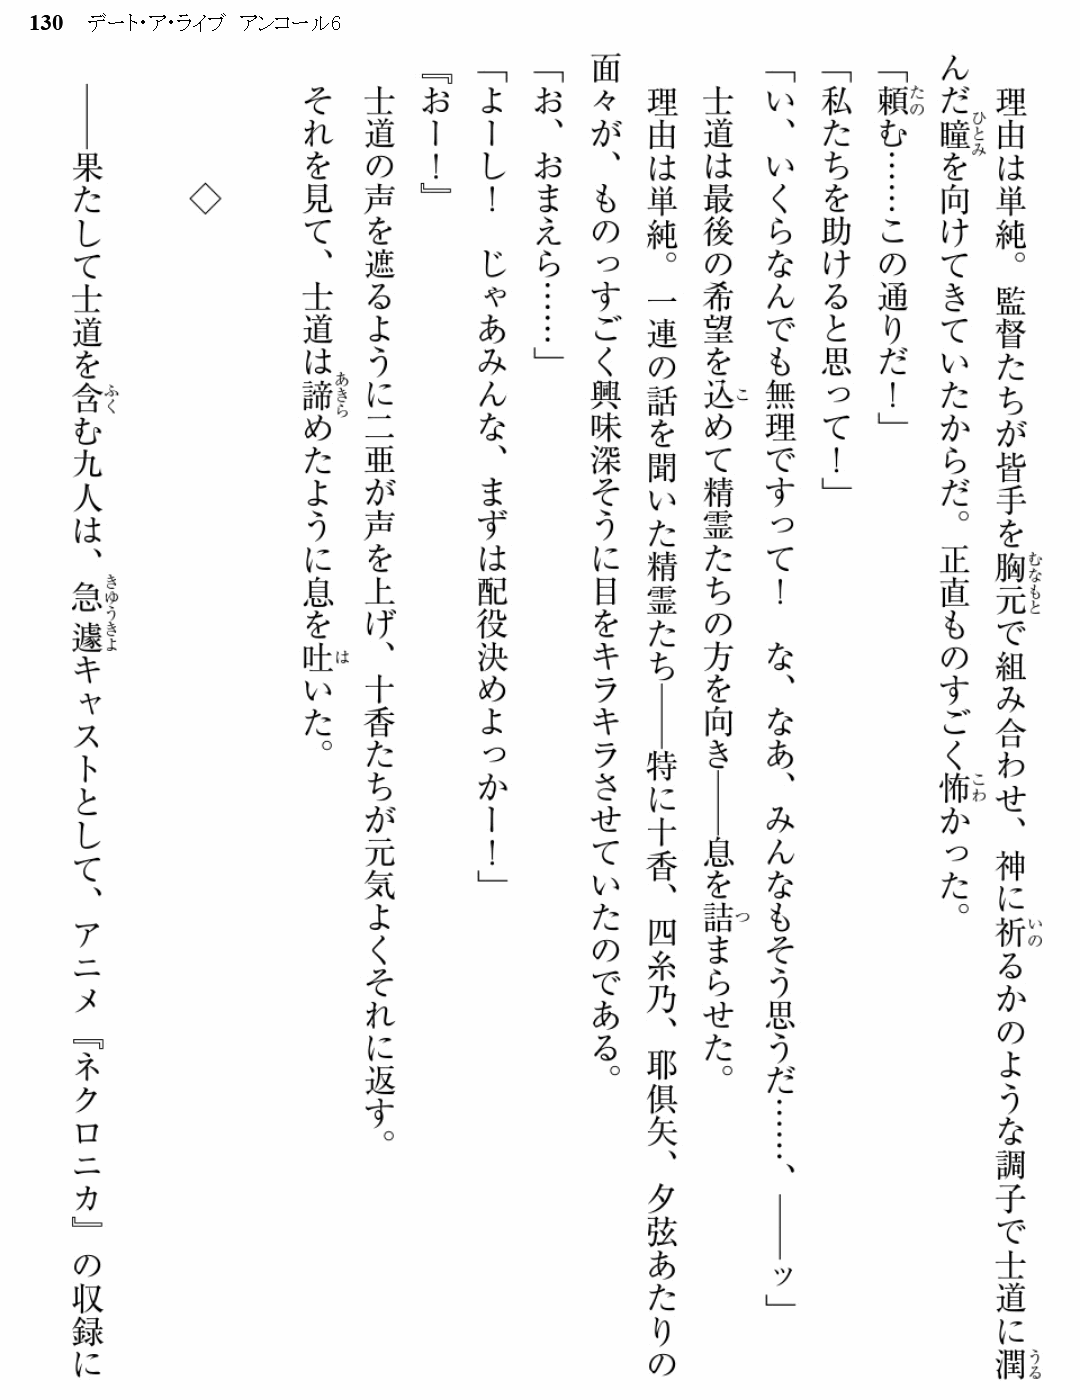 130 デート・ア・ライブ アンコール6
　理由は単純。監督たちが皆手を胸元で組み合わせ、神に祈るかのような調子で士道に潤
んだ瞳を向けてきていたからだ。正直ものすごく怖かった。
「頼む……この通りだ！」
「私たちを助けると思って！」
「い、いくらなんでも無理ですって！　な、なあ、みんなもそう思うだ……、――ッ」
　士道は最後の希望を込めて精霊たちの方を向き――息を詰まらせた。
　理由は単純。一連の話を聞いた精霊たち――特に十香、四糸乃、耶倶矢、夕弦あたりの
面々が、ものっすごく興味深そうに目をキラキラさせていたのである。
「お、おまえら……」
「よーし！　じゃあみんな、まずは配役決めよっかー！」
『おー！』
　士道の声を遮るように二亜が声を上げ、十香たちが元気よくそれに返す。
　それを見て、士道は諦めたように息を吐いた。
◇
　――果たして士道を含む九人は、急遽キャストとして、アニメ『ネクロニカ』の収録に